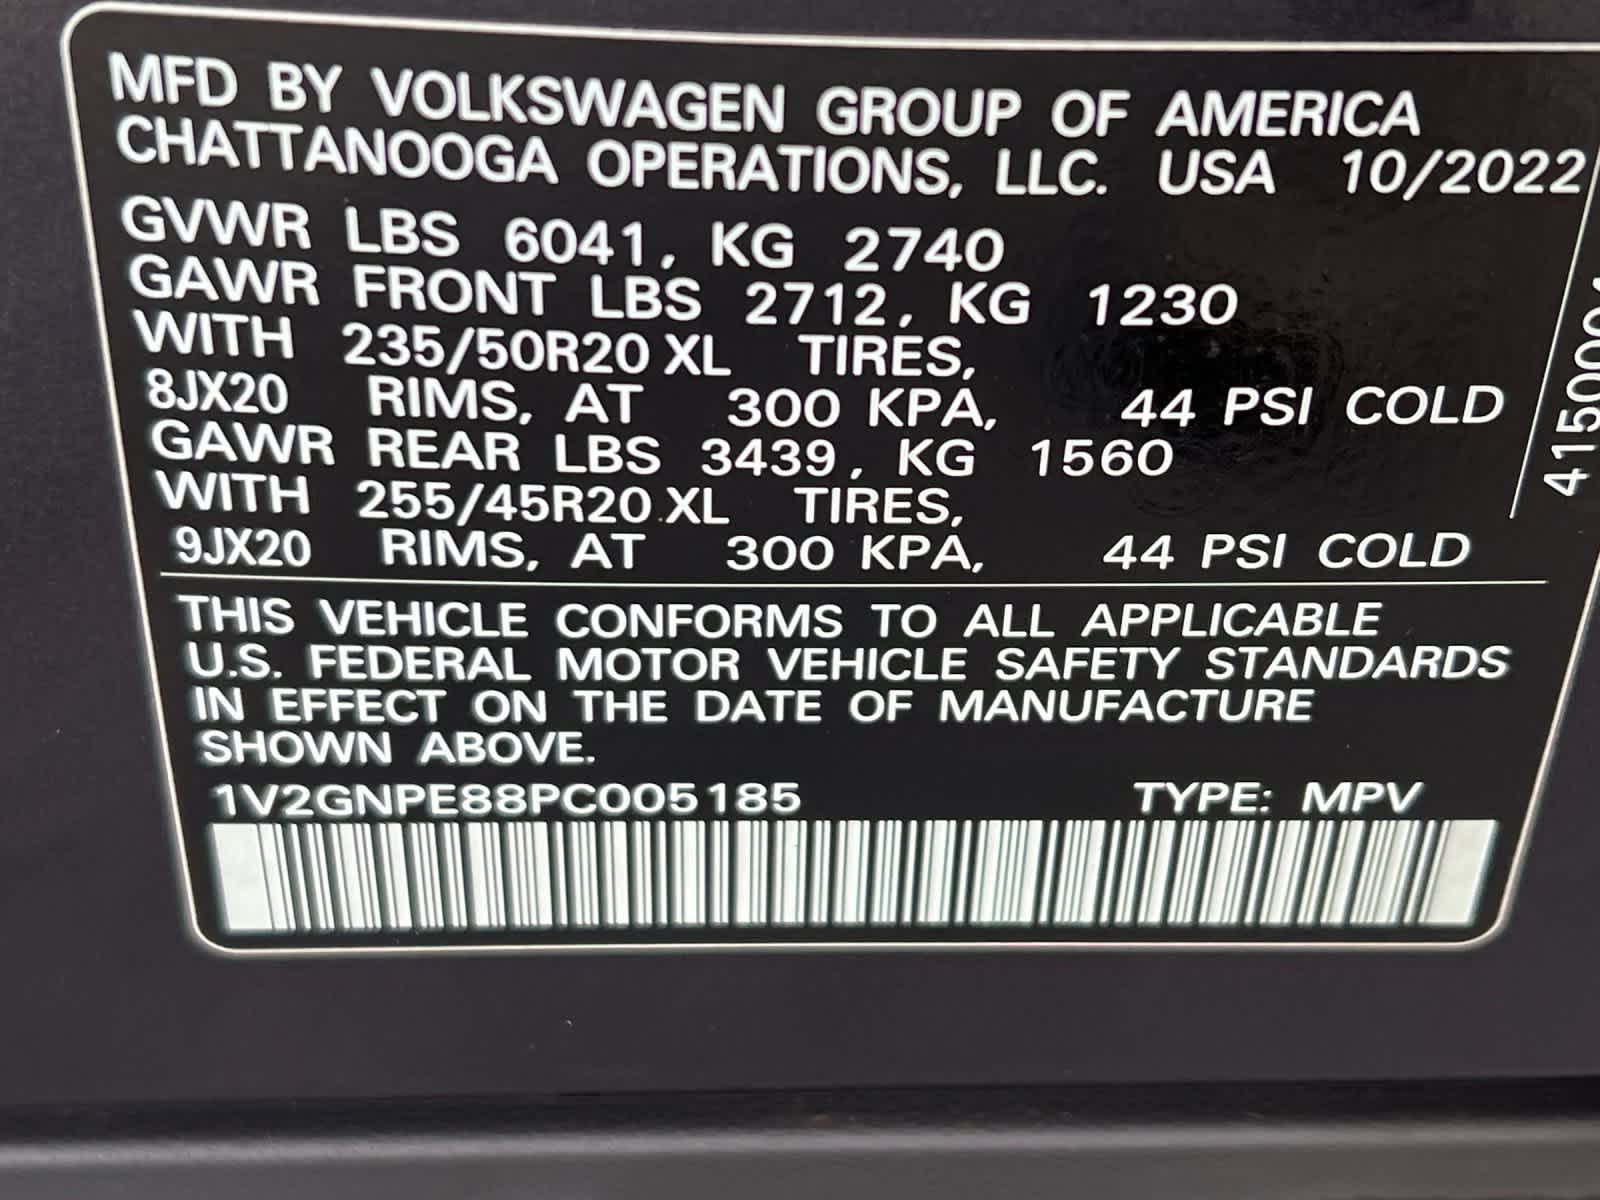 MFD BY VOLKSWAGEN GROUP OF AMERICA
CHATTANOOGA OPERATIONS, LLC. USA 10/2022
GVWR LBS 6041, KG 2740
GAWR FRONT LBS 2712, KG 1230
WITH 235/50R20 XL TIRES,
8JX20 RIMS, AT 300 KPA, 44 PSI COLD
GAWR REAR LBS 3439, KG 1560
WITH 255/45R20 XL TIRES,
9JX20 RIMS, AT 300 KPA, 44 PSI COLD
THIS VEHICLE CONFORMS TO ALL APPLICABLE
U.S. FEDERAL MOTOR VEHICLE SAFETY STANDARDS
IN EFFECT ON THE DATE OF MANUFACTURE
SHOWN ABOVE.
1V2GNPE88PC005185 TYPE: MPV